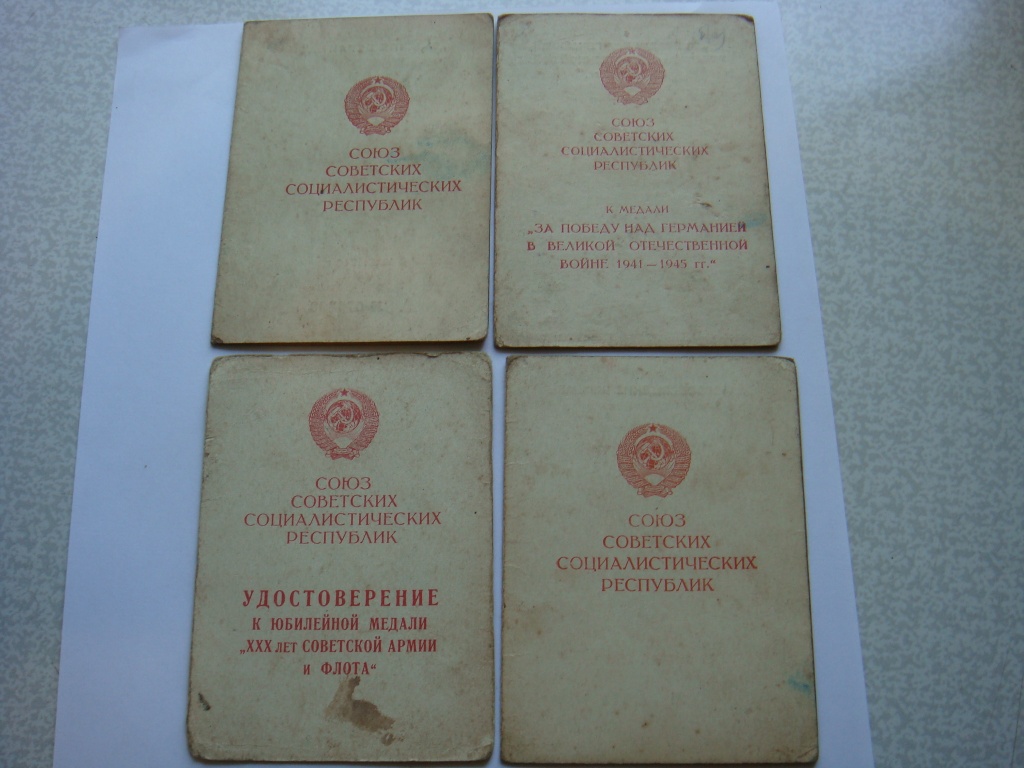 СОЮЗ
СОВЕТСКИХ
СОЦИАЛИСТИЧЕСКИХ
РЕСПУБЛИК
СОЮЗ
СОВЕТСКИХ
СОЦИАЛИСТИЧЕСКИХ
РЕСПУБЛИК
К МЕДАЛИ
„ЗА ПОБЕДУ НАД ГЕРМАНИЕЙ
В ВЕЛИКОЙ ОТЕЧЕСТВЕННОЙ
ВОЙНЕ 1941—1945 гг.“
СОЮЗ
СОВЕТСКИХ
СОЦИАЛИСТИЧЕСКИХ
РЕСПУБЛИК
УДОСТОВЕРЕНИЕ
К ЮБИЛЕЙНОЙ МЕДАЛИ
„XXX ЛЕТ СОВЕТСКОЙ АРМИИ
И ФЛОТА“
СОЮЗ
СОВЕТСКИХ
СОЦИАЛИСТИЧЕСКИХ
РЕСПУБЛИК